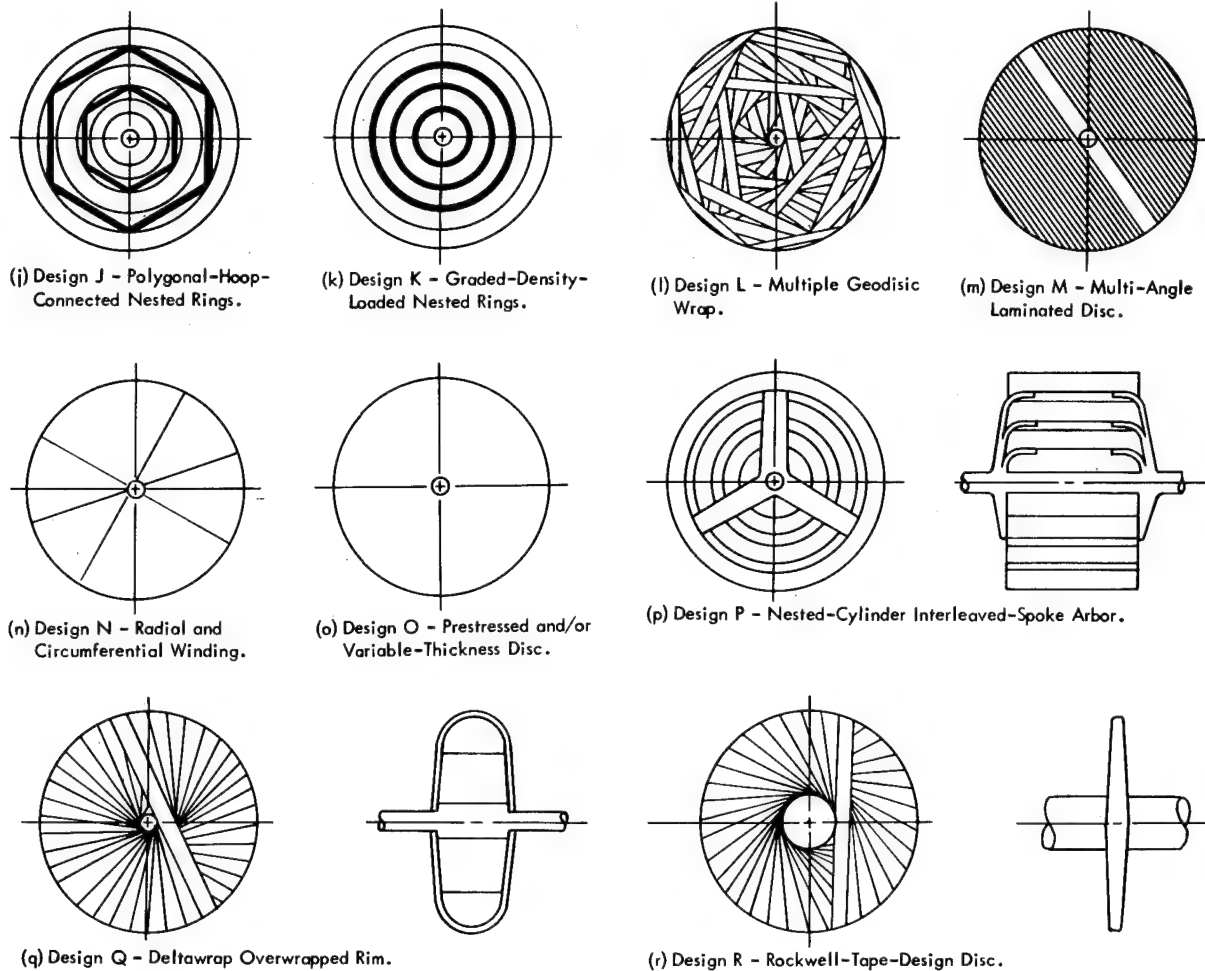 (j) Design J - Polygonal-Hoop-
Connected Nested Rings.
(k) Design K - Graded-Density-
Loaded Nested Rings.
(l) Design L - Multiple Geodisic
Wrap.
(m) Design M - Multi-Angle
Laminated Disc.
(n) Design N - Radial and
Circumferential Winding.
(o) Design O - Prestressed and/or
Variable-Thickness Disc.
(p) Design P - Nested-Cylinder Interleaved-Spoke Arbor.
(q) Design Q - Deltawrap Overwrapped Rim.
(r) Design R - Rockwell-Tape-Design Disc.